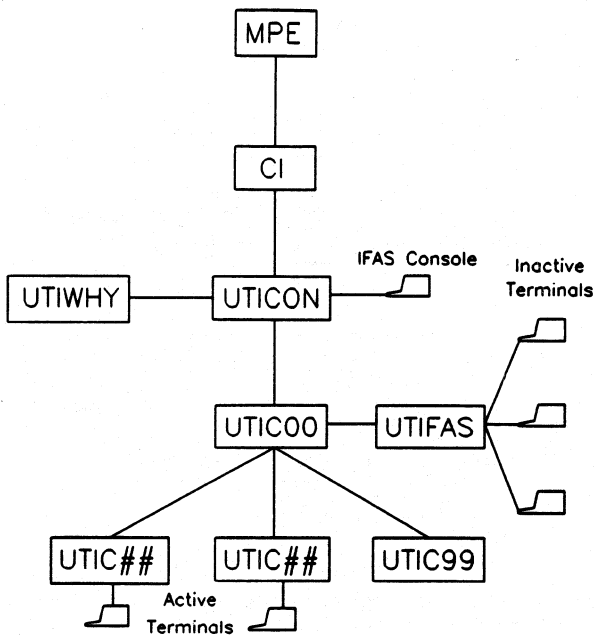 MPE
CI
IFAS Console
Inactive
Terminals
UTIWHY
UTICON
UTIC00
UTIFAS
UTIC##
UTIC##
UTIC99
Active
Terminals